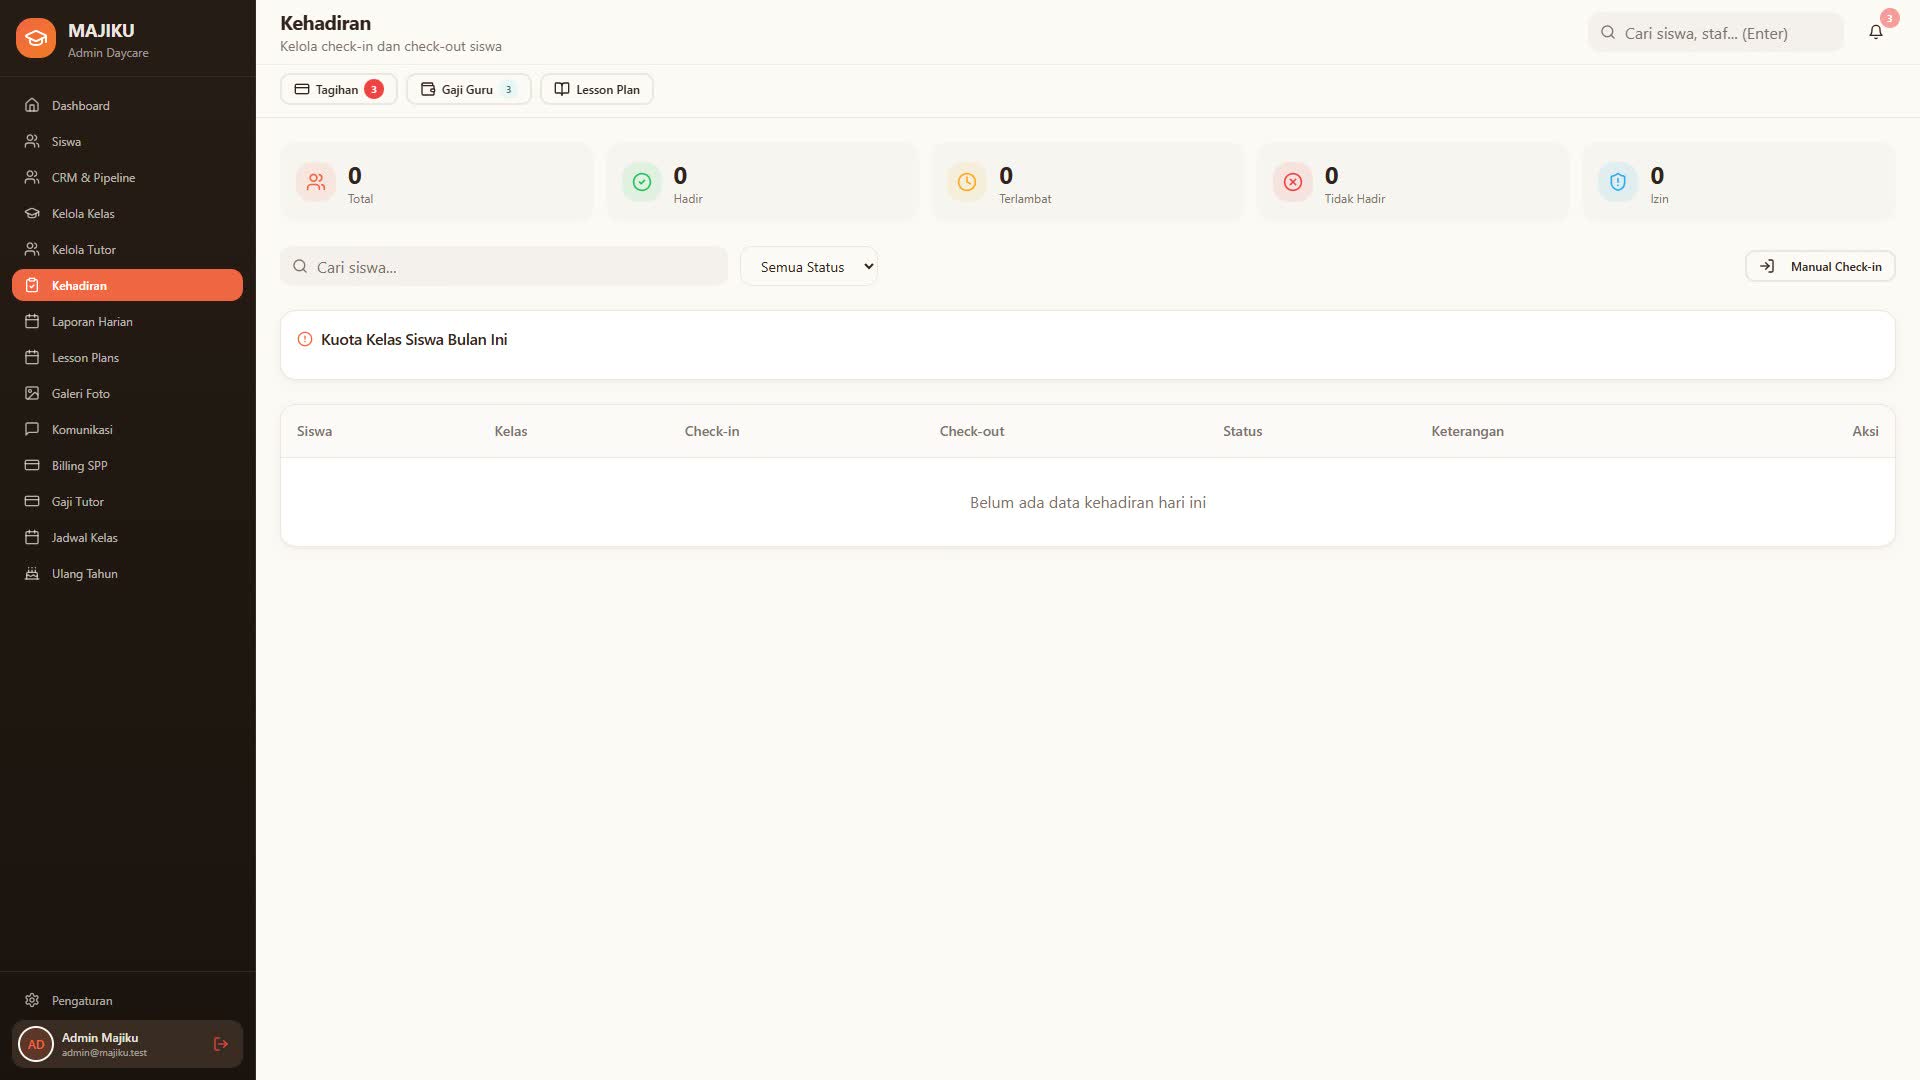 MAJIKU
Admin Daycare
Dashboard
Siswa
CRM & Pipeline
Kelola Kelas
Kelola Tutor
Kehadiran
Laporan Harian
Lesson Plans
Galeri Foto
Komunikasi
Billing SPP
Gaji Tutor
Jadwal Kelas
Ulang Tahun
Pengaturan
AD
Admin Majiku
admin@majiku.test
Kehadiran
Kelola check-in dan check-out siswa
Cari siswa, staf... (Enter)
3
Tagihan 3
Gaji Guru 3
Lesson Plan
0
Total
0
Hadir
0
Terlambat
0
Tidak Hadir
0
Izin
Cari siswa...
Semua Status
Manual Check-in
Kuota Kelas Siswa Bulan Ini
Siswa Kelas Check-in Check-out Status Keterangan Aksi
Belum ada data kehadiran hari ini